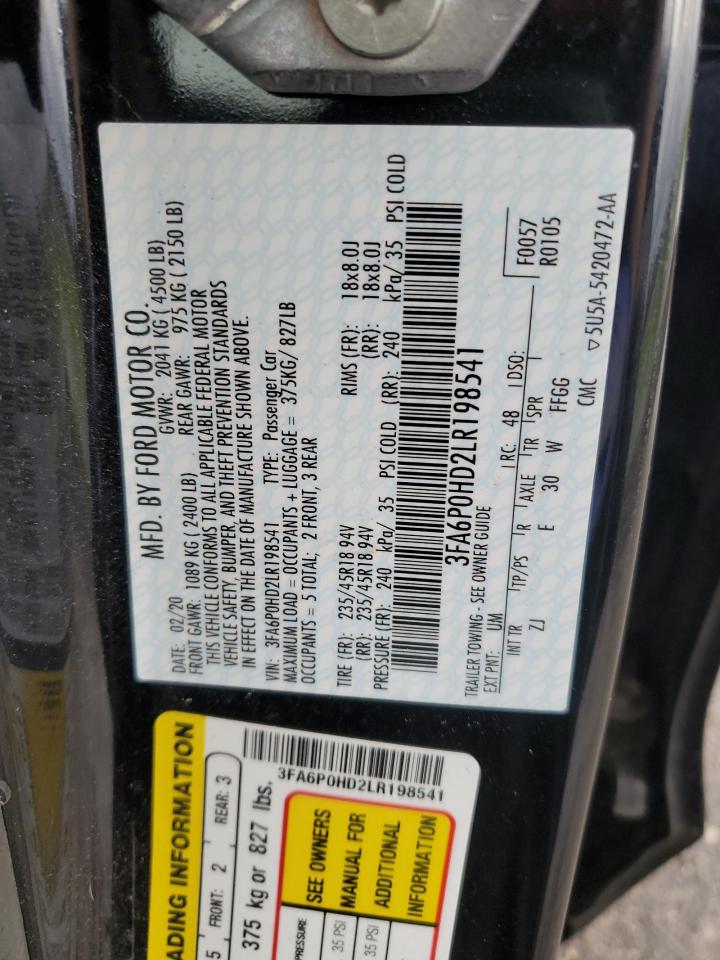 MFD. BY FORD MOTOR CO.
DATE: 02/20 GVWR: 2041 KG ( 4500 LB)
FRONT GAWR: 1089 KG ( 2400 LB) REAR GAWR: 975 KG ( 2150 LB)
THIS VEHICLE CONFORMS TO ALL APPLICABLE FEDERAL MOTOR
VEHICLE SAFETY, BUMPER, AND THEFT PREVENTION STANDARDS
IN EFFECT ON THE DATE OF MANUFACTURE SHOWN ABOVE.
VIN: 3FA6P0HD2LR198541 TYPE: Passenger Car
MAXIMUM LOAD = OCCUPANTS + LUGGAGE = 375KG/ 827LB
OCCUPANTS = 5 TOTAL; 2 FRONT, 3 REAR
TIRE (FR): 235/45R18 94V RIMS (FR): 18x8.0J
(RR): 235/45R18 94V (RR): 18x8.0J
PRESSURE (FR): 240 kPa/ 35 PSI COLD (RR): 240 kPa/ 35 PSI COLD
3FA6P0HD2LR198541
TRAILER TOWING - SEE OWNER GUIDE
EXT PNT: UM RC: 48 DSO: F0057
R0105
INT TR TP/PS R AXLE TR SPR
ZJ E 30 W FFGG
CMC ▽5U5A-5420472-AA
ADING INFORMATION
5 FRONT: 2 REAR: 3
375 kg or 827 lbs.
3FA6P0HD2LR198541
PRESSURE
35 PSI
35 PSI
SEE OWNERS
MANUAL FOR
ADDITIONAL
INFORMATION